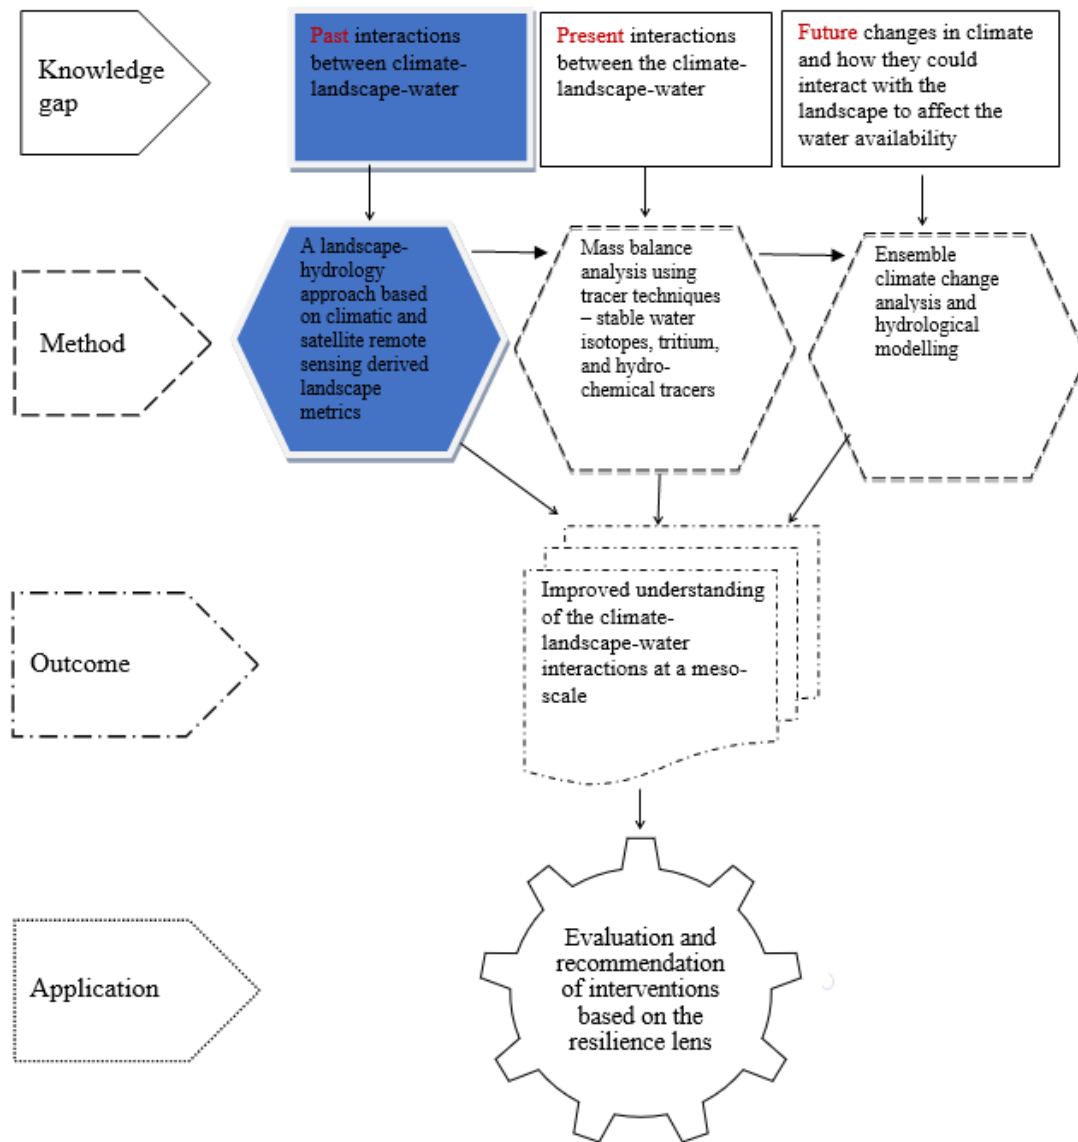 Knowledge
gap
Past interactions
between climate-
landscape-water
Present interactions
between the climate-
landscape-water
Future changes in climate
and how they could
interact with the
landscape to affect the
water availability
Method
A landscape-
hydrology
approach based
on climatic and
satellite remote
sensing derived
landscape
metrics
Mass balance
analysis using
tracer techniques
– stable water
isotopes, tritium,
and hydro-
chemical tracers
Ensemble
climate change
analysis and
hydrological
modelling
Outcome
Improved understanding
of the climate-
landscape-water
interactions at a meso-
scale
Application
Evaluation and
recommendation
of interventions
based on the
resilience lens